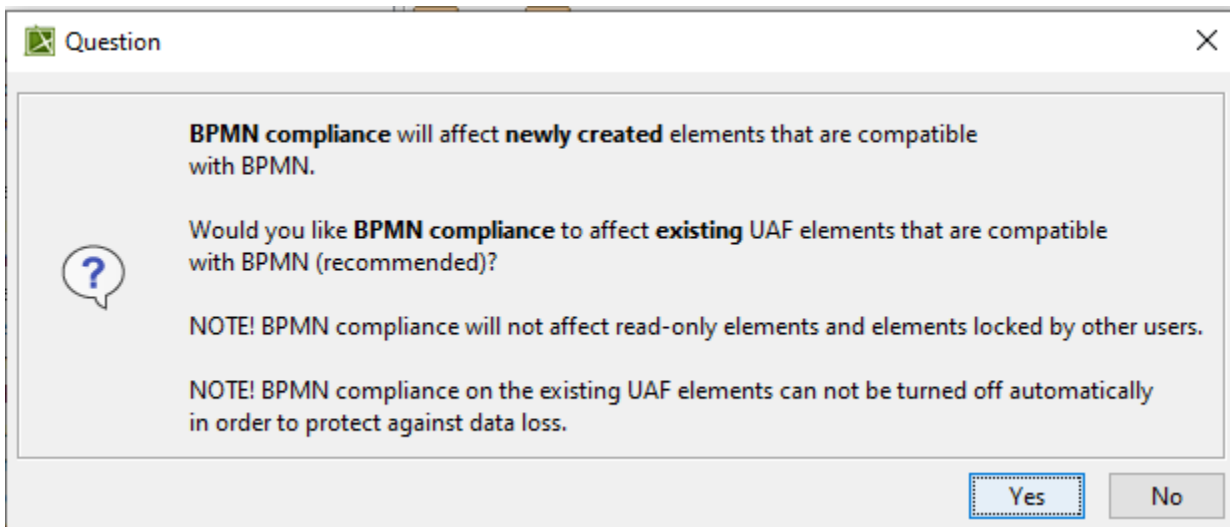 Question
BPMN compliance will affect newly created elements that are compatible
with BPMN.
Would you like BPMN compliance to affect existing UAF elements that are compatible
with BPMN (recommended)?
NOTE! BPMN compliance will not affect read-only elements and elements locked by other users.
NOTE! BPMN compliance on the existing UAF elements can not be turned off automatically
in order to protect against data loss.
Yes
No